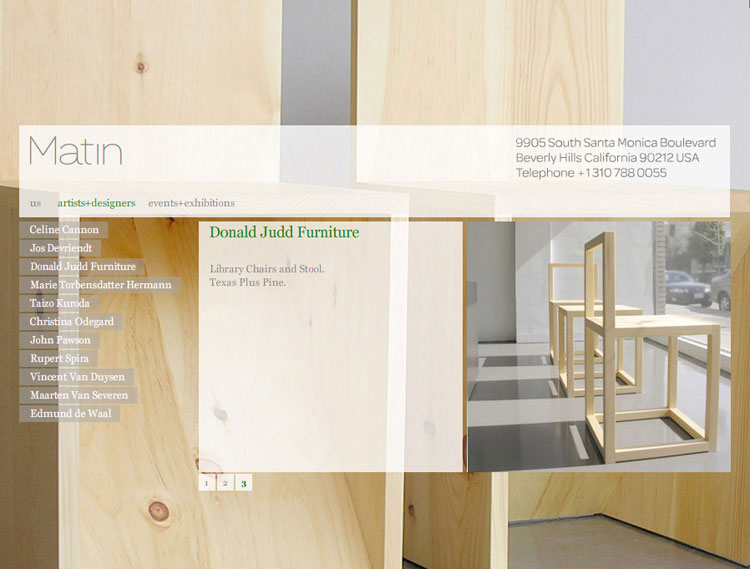 Matin
9905 South Santa Monica Boulevard
Beverly Hills California 90212 USA
Telephone +1 310 788 0055
us artists+designers events+exhibitions
Celine Cannon
Jos Devriendt
Donald Judd Furniture
Marie Torbensdatter Hermann
Taizo Kuroda
Christina Odegard
John Pawson
Rupert Spira
Vincent Van Duysen
Maarten Van Severen
Edmund de Waal
Donald Judd Furniture
Library Chairs and Stool.
Texas Plus Pine.
1 2 3